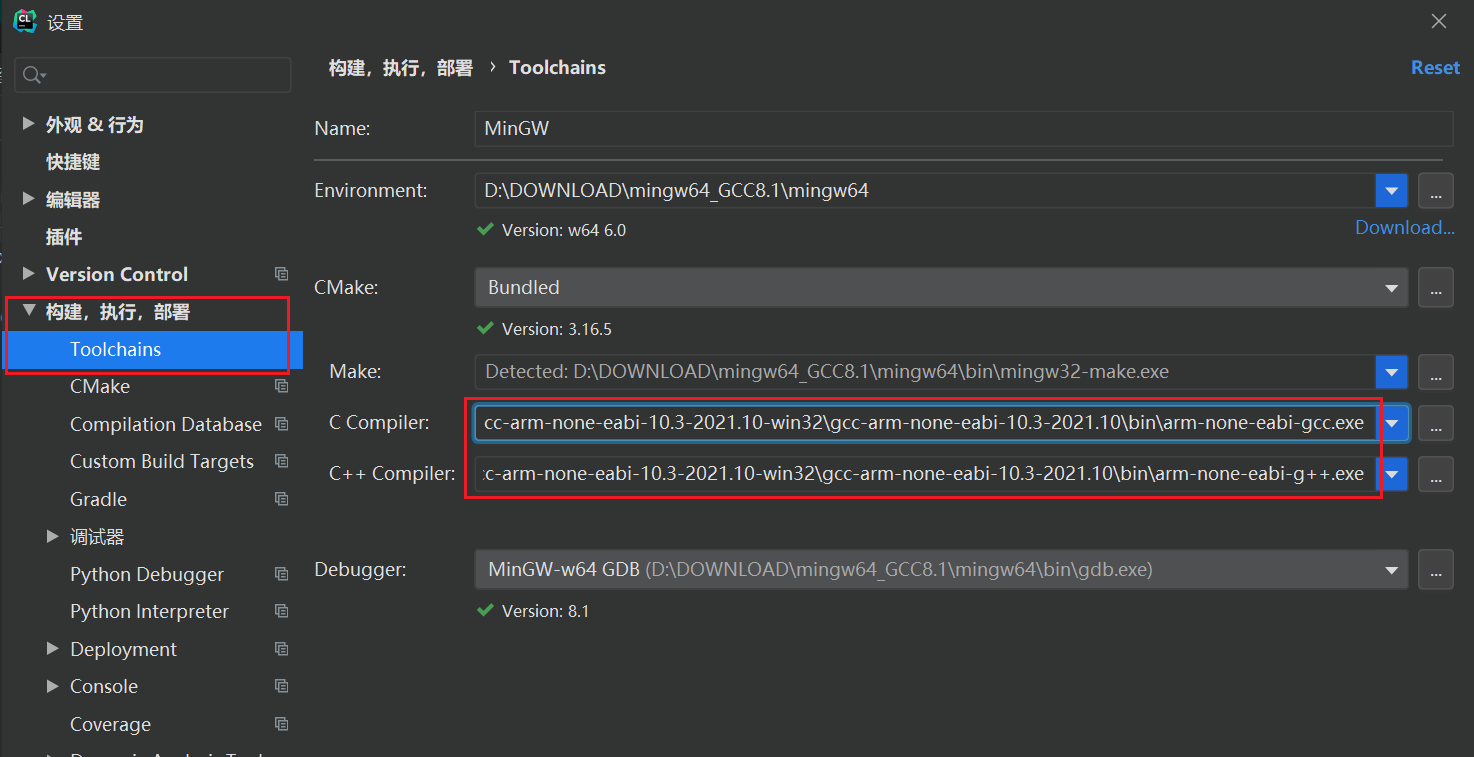 CL
设置
构建，执行，部署 › Toolchains
Reset
外观 & 行为
快捷键
编辑器
插件
Version Control
构建，执行，部署
Toolchains
CMake
Compilation Database
Custom Build Targets
Gradle
调试器
Python Debugger
Python Interpreter
Deployment
Console
Coverage
Name:
MinGW
Environment:
D:\DOWNLOAD\mingw64_GCC8.1\mingw64
...
Version: w64 6.0
Download...
CMake:
Bundled
...
Version: 3.16.5
Make:
Detected: D:\DOWNLOAD\mingw64_GCC8.1\mingw64\bin\mingw32-make.exe
...
C Compiler:
cc-arm-none-eabi-10.3-2021.10-win32\gcc-arm-none-eabi-10.3-2021.10\bin\arm-none-eabi-gcc.exe
...
C++ Compiler:
c-arm-none-eabi-10.3-2021.10-win32\gcc-arm-none-eabi-10.3-2021.10\bin\arm-none-eabi-g++.exe
...
Debugger:
MinGW-w64 GDB (D:\DOWNLOAD\mingw64_GCC8.1\mingw64\bin\gdb.exe)
...
Version: 8.1